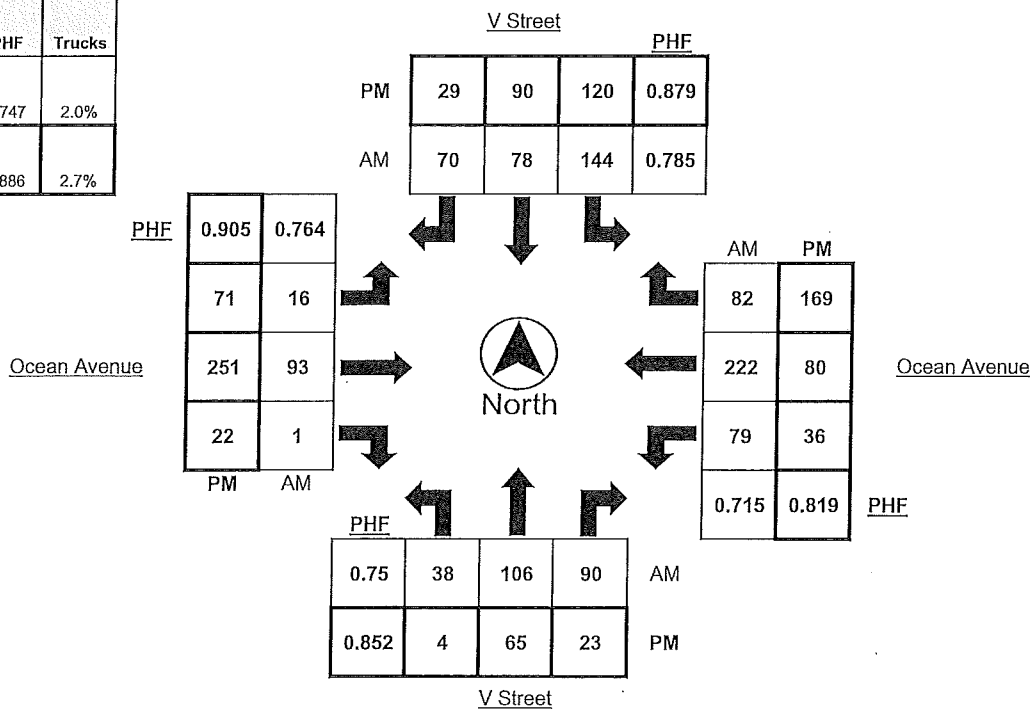 V Street
Trucks
PHF
PM 29 90 120 0.879
2.0%
AM 70 78 144 0.785
2.7%
PHF 0.905 0.764
AM PM
71 16
82 169
Ocean Avenue 251 93
222 80 Ocean Avenue
North
22 1
79 36
PM AM
0.715 0.819 PHF
PHF
0.75 38 106 90 AM
0.852 4 65 23 PM
V Street